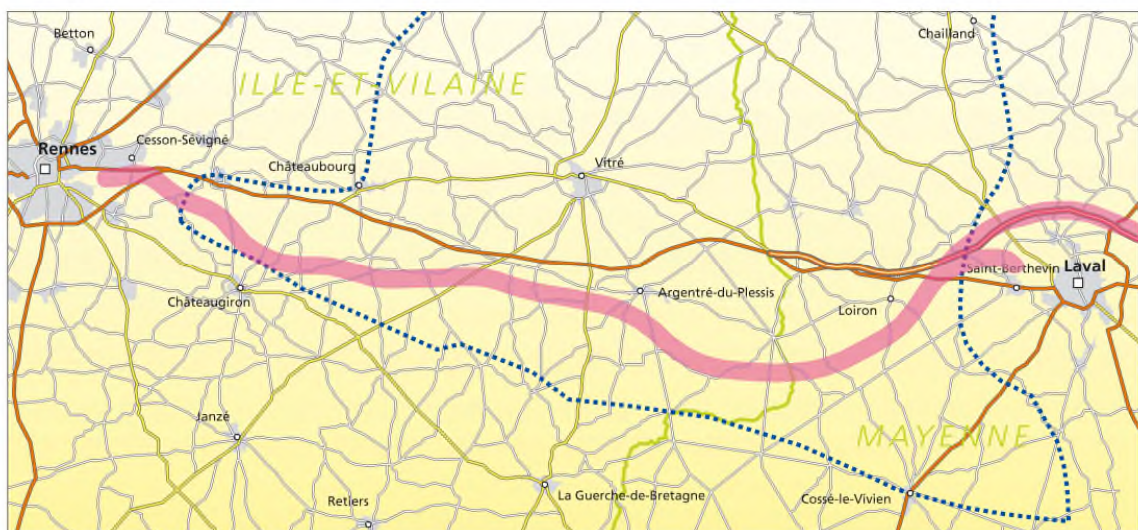 Betton
Chailland
ILLE-ET-VILAINE
Cesson-Sévigné
Rennes
Châteaubourg
Vitré
Saint-Berthevin
Laval
Châteaugiron
Argentré-du-Plessis
Loiron
Janzé
MAYENNE
Retiers
La Guerche-de-Bretagne
Cossé-le-Vivien